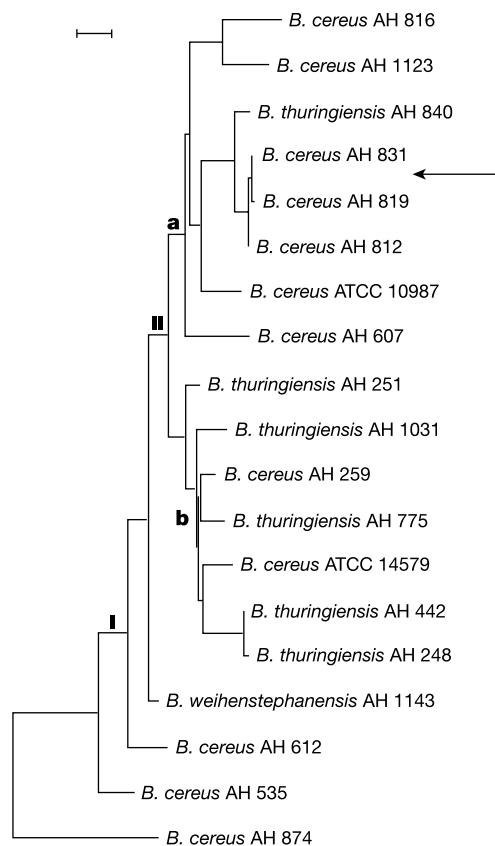 B. cereus AH 816
B. cereus AH 1123
B. thuringiensis AH 840
B. cereus AH 831
B. cereus AH 819
a
B. cereus AH 812
B. cereus ATCC 10987
II
B. cereus AH 607
B. thuringiensis AH 251
B. thuringiensis AH 1031
B. cereus AH 259
b
B. thuringiensis AH 775
B. cereus ATCC 14579
I
B. thuringiensis AH 442
B. thuringiensis AH 248
B. weihenstephanensis AH 1143
B. cereus AH 612
B. cereus AH 535
B. cereus AH 874